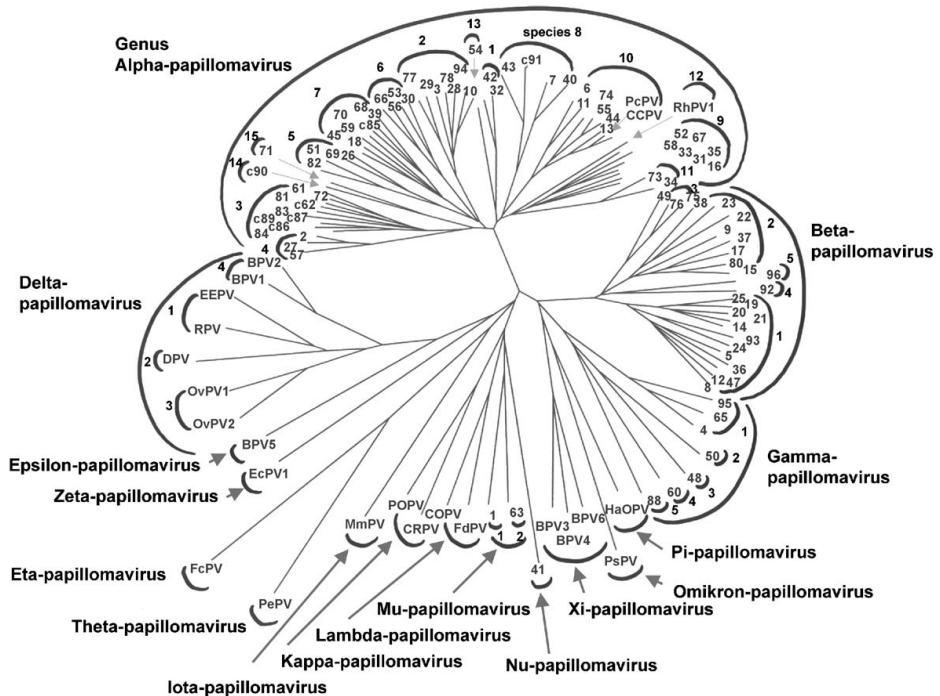 Genus
Alpha-papillomavirus
13
54
2
1
species 8
6
77
94
78
29
3
28
10
42
32
43
c91
7
40
10
6
11
74
55
44
13
PcPV
CCPV
12
RhPV1
9
52
67
58
33
31
35
16
11
73
34
7
70
68
66
53
30
56
39
c85
59
45
18
5
51
82
69
26
15
71
14
c90
3
61
81
72
c62
83
c87
c89
c86
84
4
2
27
57
3
49
75
76
38
23
2
22
9
37
17
80
15
5
96
92
4
25
19
20
21
14
93
1
24
5
36
12
47
8
Beta-
papillomavirus
Delta-
papillomavirus
4
BPV2
BPV1
1
EEPV
RPV
2
DPV
3
OvPV1
OvPV2
95
65
4
1
50
2
48
3
60
4
88
5
Gamma-
papillomavirus
BPV5
Epsilon-papillomavirus
EcPV1
Zeta-papillomavirus
FcPV
Eta-papillomavirus
PePV
Theta-papillomavirus
MmPV
Iota-papillomavirus
POPV
CRPV
Kappa-papillomavirus
COPV
FdPV
Lambda-papillomavirus
1
63
1
2
Mu-papillomavirus
41
Nu-papillomavirus
BPV3
BPV6
BPV4
Xi-papillomavirus
PsPV
Omikron-papillomavirus
HaOPV
Pi-papillomavirus